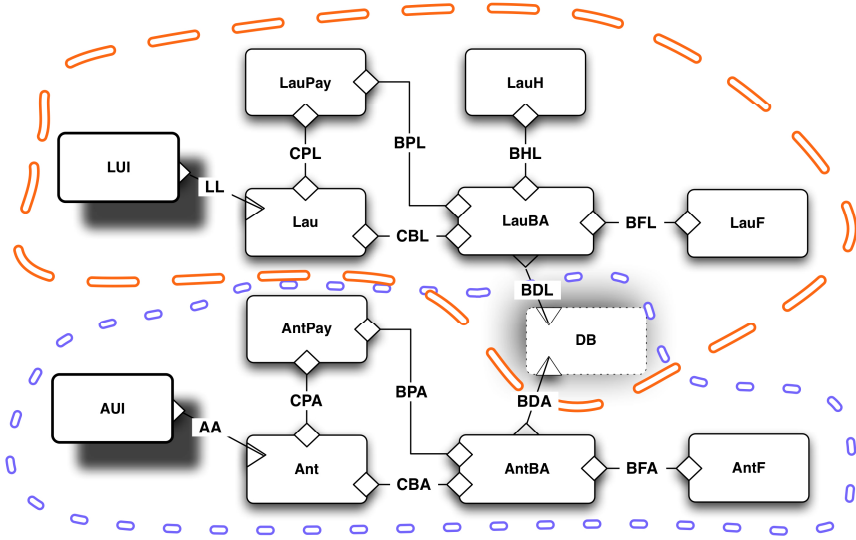 LauPay
LauH
CPL
BPL
BHL
LUI
LL
Lau
CBL
LauBA
BFL
LauF
BDL
AntPay
DB
CPA
BPA
BDA
AUI
AA
Ant
CBA
AntBA
BFA
AntF